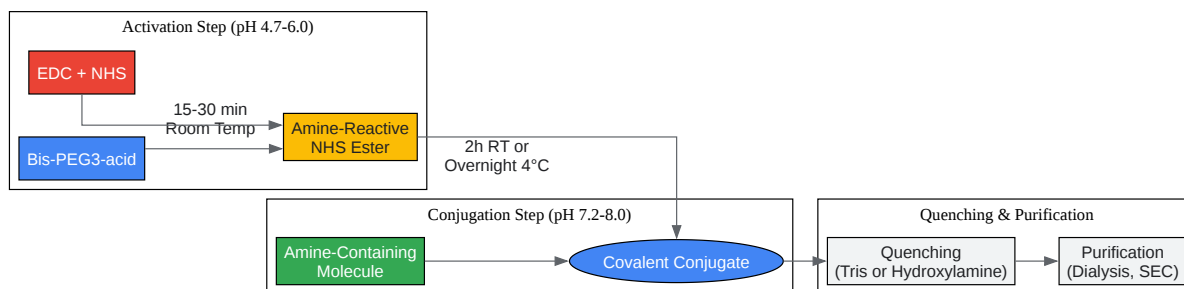 Activation Step (pH 4.7-6.0)
EDC + NHS
15-30 min
Room Temp
Bis-PEG3-acid
Amine-Reactive
NHS Ester
2h RT or
Overnight 4°C
Conjugation Step (pH 7.2-8.0)
Amine-Containing
Molecule
Covalent Conjugate
Quenching & Purification
Quenching
(Tris or Hydroxylamine)
Purification
(Dialysis, SEC)